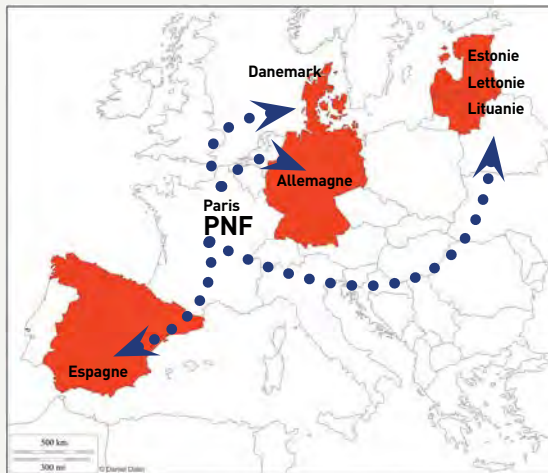 Estonie
Danemark
Lettonie
Lituanie
Allemagne
Paris
PNF
Espagne
500 km
300 mi
© Daniel Dalet